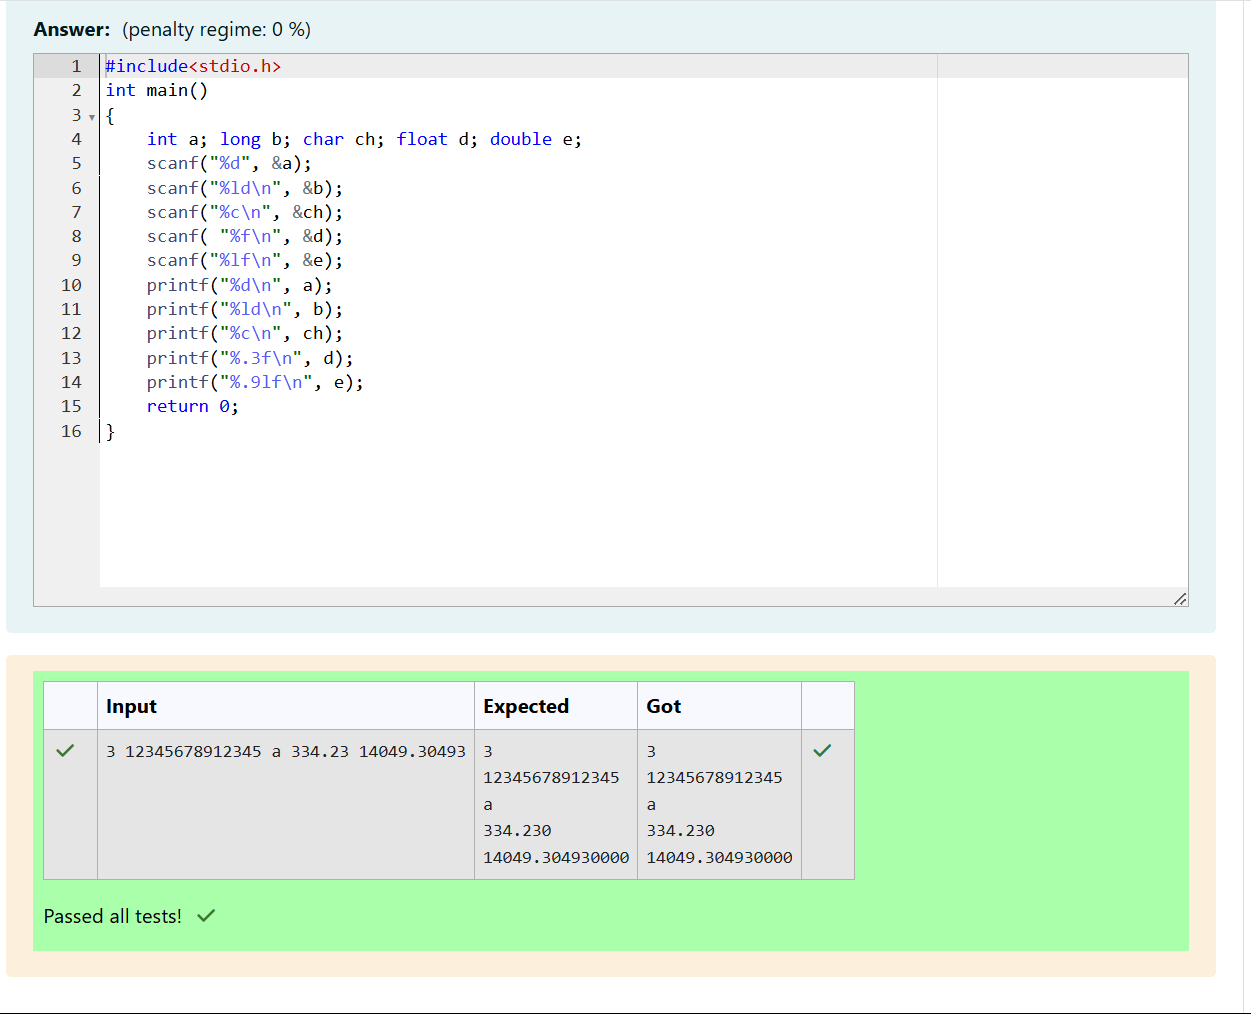 Answer: (penalty regime: 0 %)
1 #include<stdio.h>
2 int main()
3 {
4     int a; long b; char ch; float d; double e;
5     scanf("%d", &a);
6     scanf("%ld\n", &b);
7     scanf("%c\n", &ch);
8     scanf( "%f\n", &d);
9     scanf("%lf\n", &e);
10     printf("%d\n", a);
11     printf("%ld\n", b);
12     printf("%c\n", ch);
13     printf("%.3f\n", d);
14     printf("%.9lf\n", e);
15     return 0;
16 }
Input Expected Got
3 12345678912345 a 334.23 14049.30493 3 3
12345678912345 12345678912345
a a
334.230 334.230
14049.304930000 14049.304930000
Passed all tests!